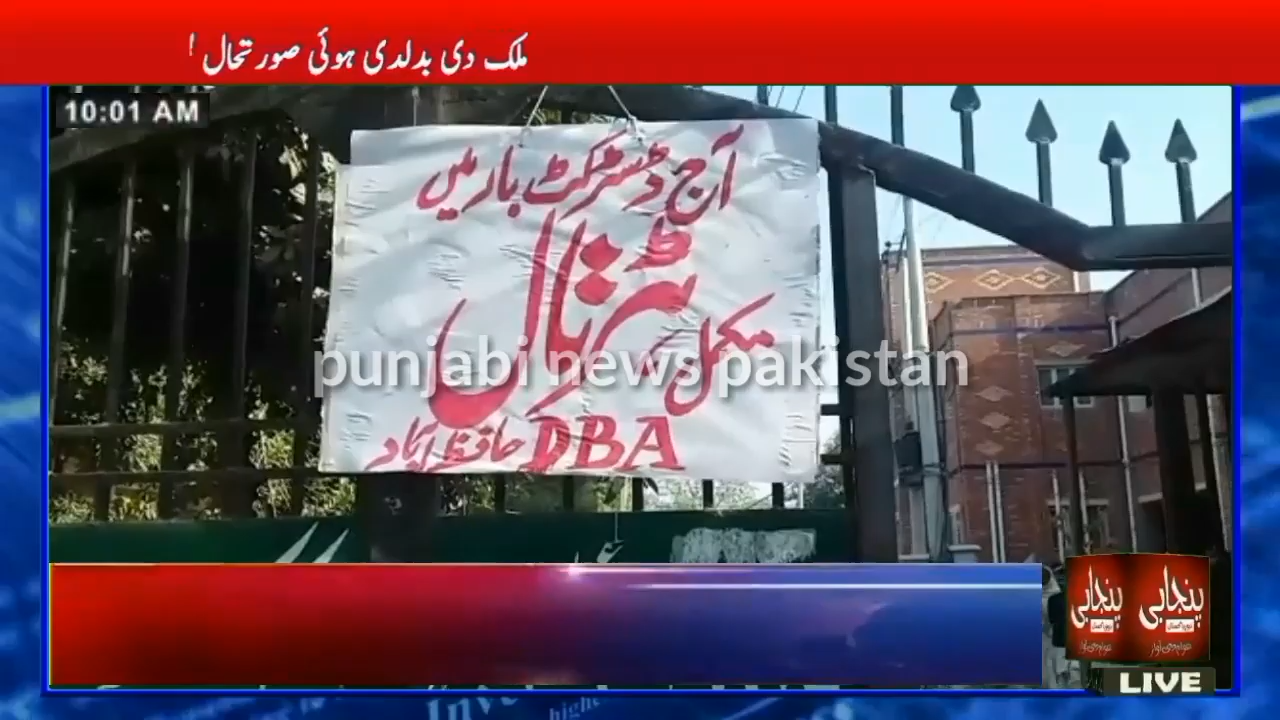 ملک دی بدلدی ہوئی صورتحال !
10:01 AM
آج ڈسٹرکٹ بار میں
مکمل ہڑتال
DBA حافظ آباد
punjabi news pakistan
پنجابی پنجابی
LIVE